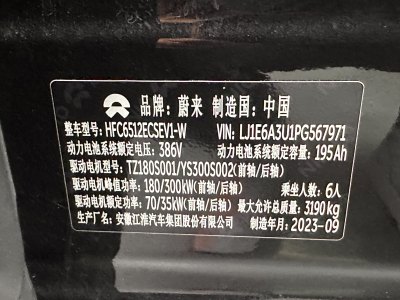 品牌：蔚来 制造国：中国
整车型号：HFC6512ECSEV1-W VIN：LJ1E6A3U1PG567971
动力电池系统额定电压：386V 动力电池系统额定容量：195Ah
驱动电机型号：TZ180S001/YS300S002(前轴/后轴)
驱动电机峰值功率：180/300kW(前轴/后轴) 乘坐人数：6人
驱动电机额定功率：70/35kW(前轴/后轴) 最大允许总质量：3190kg
生产厂名：安徽江淮汽车集团股份有限公司 制造年月：2023-09